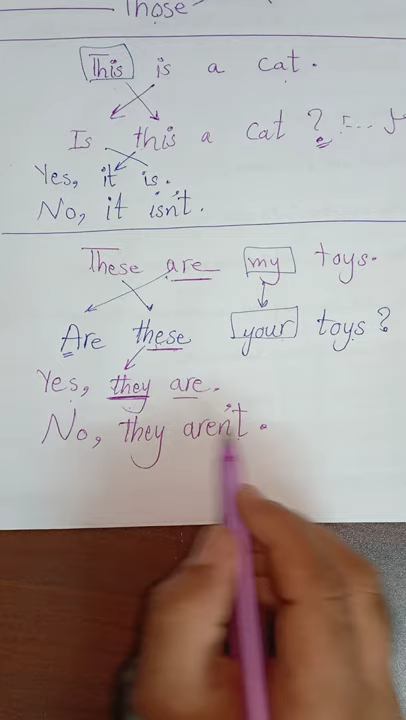 Those
This is a cat.
Is this a cat ?
Yes, it is.
No, it isn't.
These are my toys.
Are these your toys?
Yes, they are.
No, they aren't.